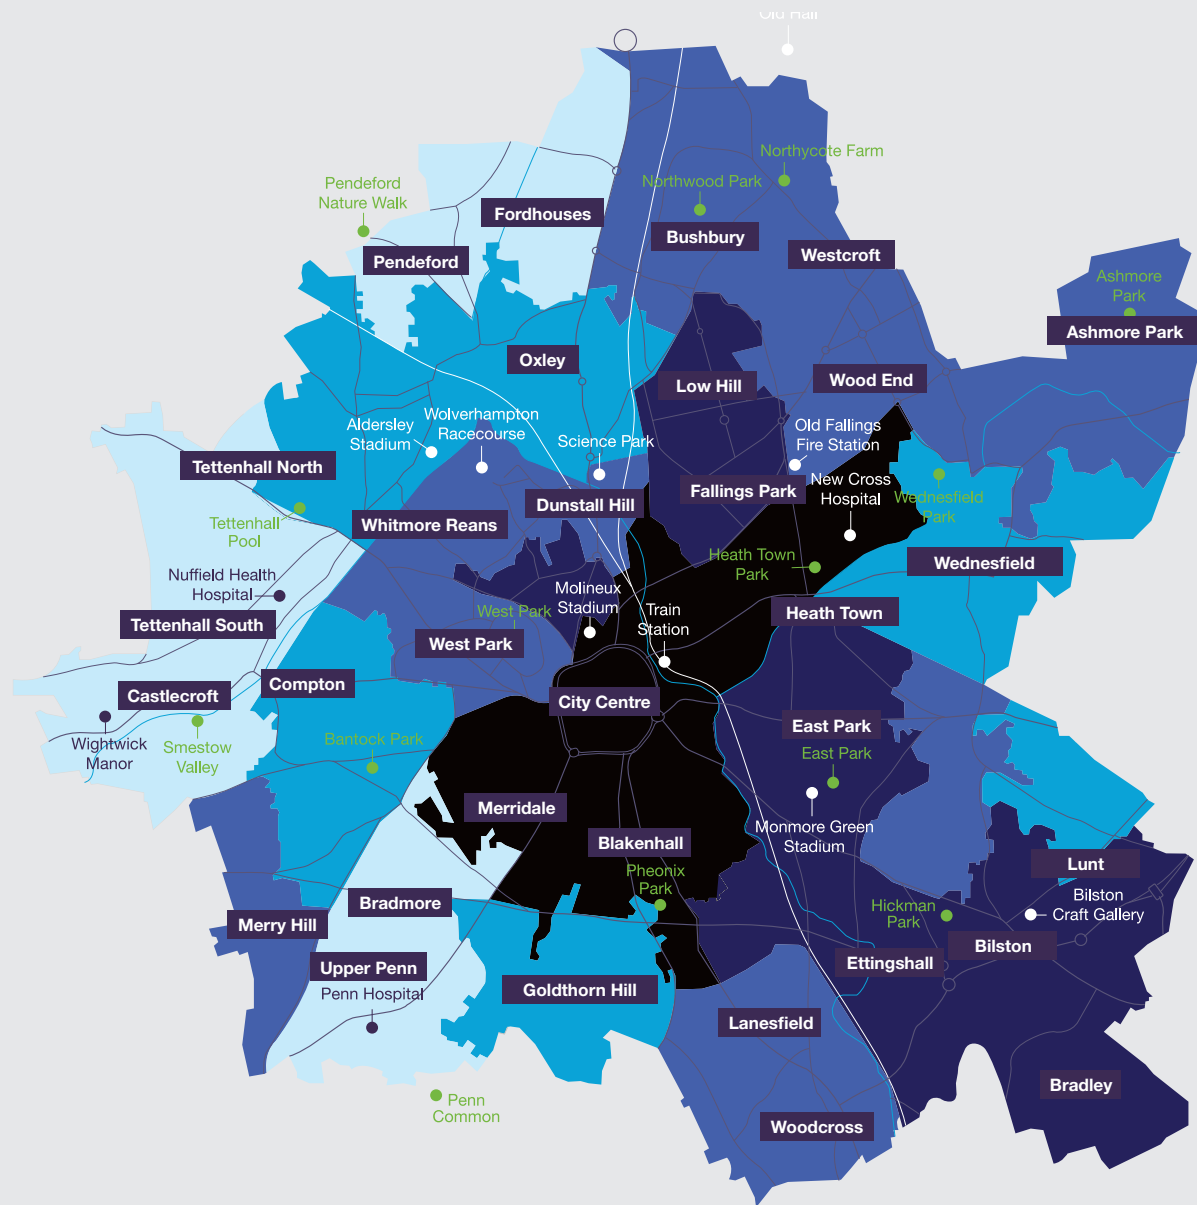 Old Hall
Northycote Farm
Pendeford
Nature Walk
Northwood Park
Fordhouses
Bushbury
Westcroft
Pendeford
Ashmore
Park
Ashmore Park
Oxley
Low Hill
Wood End
Aldersley
Stadium
Wolverhampton
Racecourse
Science Park
Old Fallings
Fire Station
Tettenhall North
New Cross
Hospital
Fallings Park
Wednesfield
Park
Dunstall Hill
Whitmore Reans
Tettenhall
Pool
Heath Town
Park
Wednesfield
Nuffield Health
Hospital
Molineux
Stadium
West Park
Train
Station
Heath Town
Tettenhall South
West Park
Compton
Castlecroft
City Centre
East Park
Wightwick
Manor
Smestow
Valley
Bantock Park
East Park
Merridale
Monmore Green
Stadium
Blakenhall
Lunt
Pheonix
Park
Bilston
Craft Gallery
Bradmore
Hickman
Park
Merry Hill
Bilston
Upper Penn
Ettingshall
Penn Hospital
Goldthorn Hill
Lanesfield
Bradley
Penn
Common
Woodcross